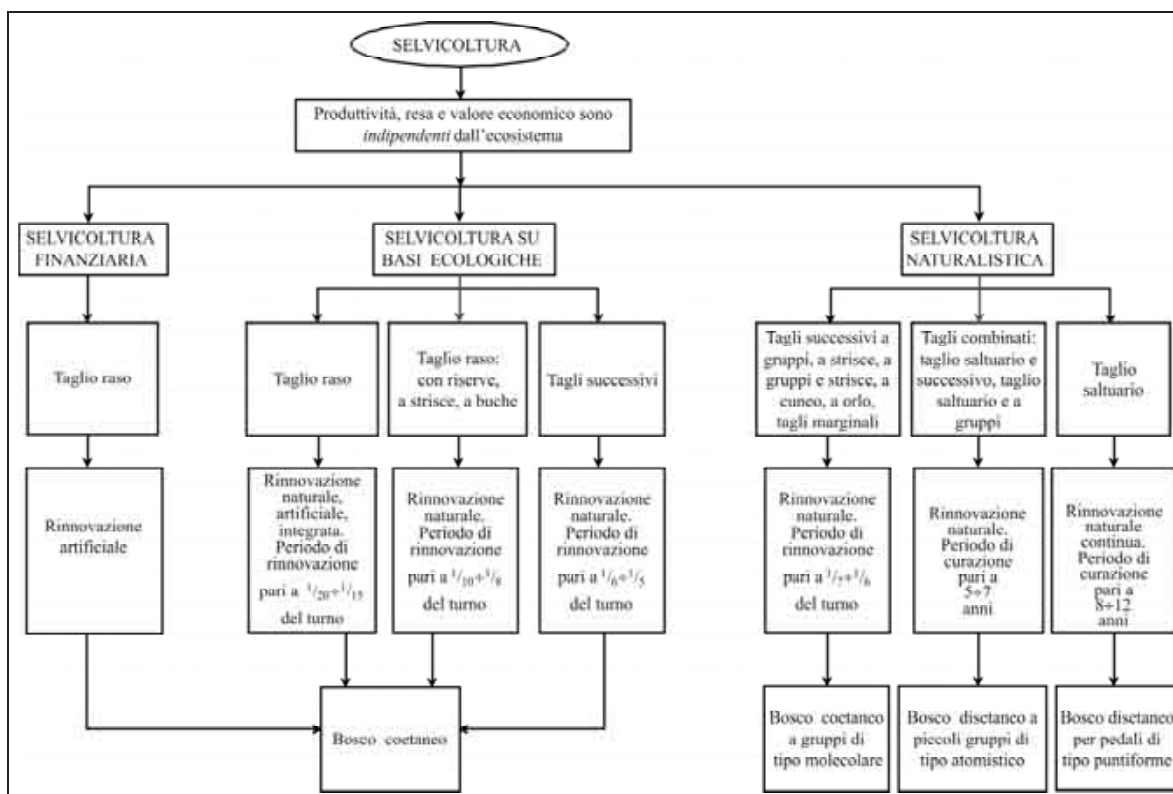 SELVICOLTURA
Produttività, resa e valore economico sono
indipendenti dall'ecosistema
SELVICOLTURA
FINANZIARIA
SELVICOLTURA SU
BASI ECOLOGICHE
SELVICOLTURA
NATURALISTICA
Taglio raso
Taglio raso
Taglio raso:
con riserve,
a strisce, a buche
Tagli successivi
Tagli successivi a
gruppi, a strisce, a
gruppi e strisce, a
cuneo, a orlo,
tagli marginali
Tagli combinati:
taglio saltuario e
successivo, taglio
saltuario e a
gruppi
Taglio
saltuario
Rinnovazione
artificiale
Rinnovazione
naturale,
artificiale,
integrata.
Periodo di
rinnovazione
pari a 1/20÷1/15
del turno
Rinnovazione
naturale.
Periodo di
rinnovazione
pari a 1/10÷1/8
del turno
Rinnovazione
naturale.
Periodo di
rinnovazione
pari a 1/6÷1/5
del turno
Rinnovazione
naturale.
Periodo di
rinnovazione
pari a
del turno
Rinnovazione
naturale.
Periodo di
curazione
pari a
5÷7
anni
Rinnovazione
naturale
continua.
Periodo di
curazione
pari a
8÷12
anni
Bosco coetaneo
Bosco coetaneo
a gruppi di
tipo molecolare
Bosco disetaneo a
piccoli gruppi di
tipo atomistico
Bosco disetaneo
per pedali di
tipo puntiforme